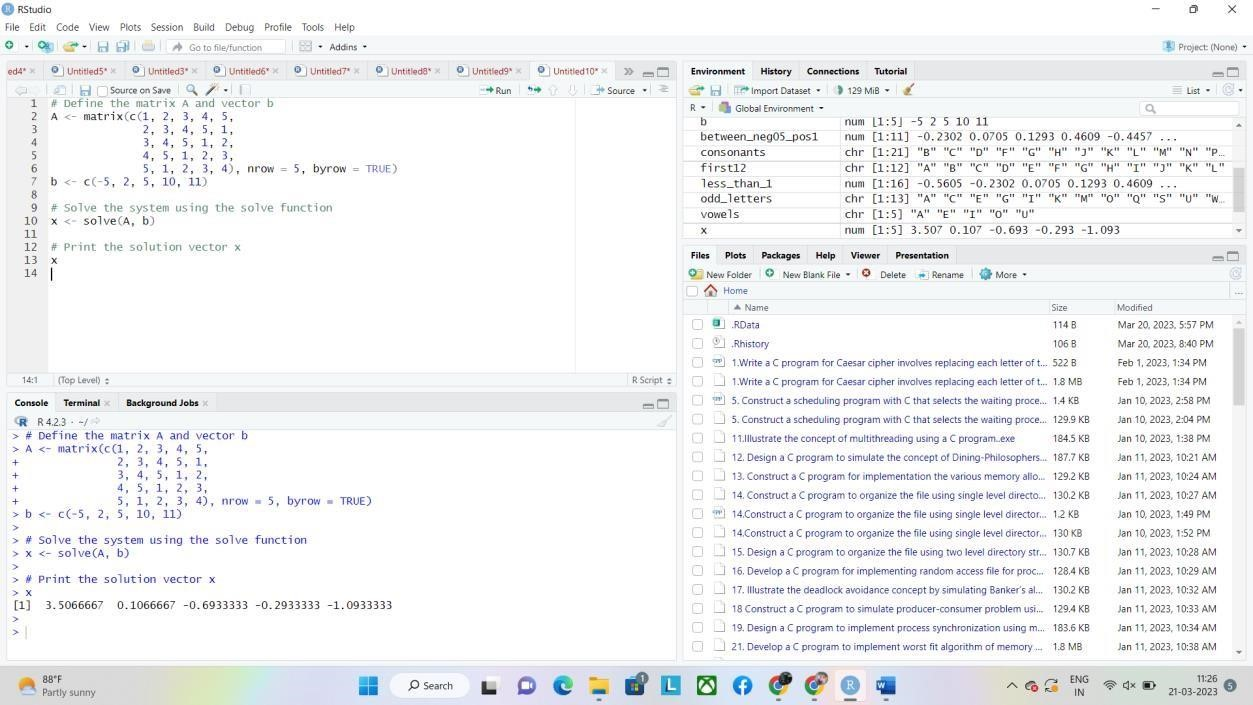 RStudio
File Edit Code View Plots Session Build Debug Profile Tools Help
Go to file/function Addins Project: (None)
ed4* Untitled5* Untitled3* Untitled6* Untitled7* Untitled8* Untitled9* Untitled10*
Source on Save Run Source
1 # Define the matrix A and vector b
2 A <- matrix(c(1, 2, 3, 4, 5,
3 2, 3, 4, 5, 1,
4 3, 4, 5, 1, 2,
5 4, 5, 1, 2, 3,
6 5, 1, 2, 3, 4), nrow = 5, byrow = TRUE)
7 b <- c(-5, 2, 5, 10, 11)
8
9 # Solve the system using the solve function
10 x <- solve(A, b)
11
12 # Print the solution vector x
13 x
14
14:1 (Top Level) R Script
Console Terminal Background Jobs
R 4.2.3 · ~/
> # Define the matrix A and vector b
> A <- matrix(c(1, 2, 3, 4, 5,
+ 2, 3, 4, 5, 1,
+ 3, 4, 5, 1, 2,
+ 4, 5, 1, 2, 3,
+ 5, 1, 2, 3, 4), nrow = 5, byrow = TRUE)
> b <- c(-5, 2, 5, 10, 11)
>
> # Solve the system using the solve function
> x <- solve(A, b)
>
> # Print the solution vector x
> x
[1] 3.5066667 0.1066667 -0.6933333 -0.2933333 -1.0933333
>
>
Environment History Connections Tutorial
Import Dataset 129 MiB List
R Global Environment
b num [1:5] -5 2 5 10 11
between_neg05_pos1 num [1:11] -0.2302 0.0705 0.1293 0.4609 -0.4457 ...
consonants chr [1:21] "B" "C" "D" "F" "G" "H" "J" "K" "L" "M" "N" "P…
first12 chr [1:12] "A" "B" "C" "D" "E" "F" "G" "H" "I" "J" "K" "L"
less_than_1 num [1:16] -0.5605 -0.2302 0.0705 0.1293 0.4609 ...
odd_letters chr [1:13] "A" "C" "E" "G" "I" "K" "M" "O" "Q" "S" "U" "W…
vowels chr [1:5] "A" "E" "I" "O" "U"
x num [1:5] 3.507 0.107 -0.693 -0.293 -1.093
Files Plots Packages Help Viewer Presentation
New Folder New Blank File Delete Rename More
Home ...
Name Size Modified
.RData 114 B Mar 20, 2023, 5:57 PM
.Rhistory 106 B Mar 20, 2023, 8:40 PM
1.Write a C program for Caesar cipher involves replacing each letter of t... 522 B Feb 1, 2023, 1:34 PM
1.Write a C program for Caesar cipher involves replacing each letter of t... 1.8 MB Feb 1, 2023, 1:34 PM
5. Construct a scheduling program with C that selects the waiting proce... 1.4 KB Jan 10, 2023, 2:58 PM
5. Construct a scheduling program with C that selects the waiting proce... 129.9 KB Jan 10, 2023, 2:04 PM
11.Illustrate the concept of multithreading using a C program..exe 184.5 KB Jan 10, 2023, 1:38 PM
12. Design a C program to simulate the concept of Dining-Philosophers... 187.7 KB Jan 11, 2023, 10:21 AM
13. Construct a C program for implementation the various memory allo... 129.2 KB Jan 11, 2023, 10:24 AM
14. Construct a C program to organize the file using single level directo... 130.2 KB Jan 11, 2023, 10:27 AM
14.Construct a C program to organize the file using single level director... 1.2 KB Jan 10, 2023, 1:49 PM
14.Construct a C program to organize the file using single level director... 130 KB Jan 10, 2023, 1:52 PM
15. Design a C program to organize the file using two level directory str... 130.7 KB Jan 11, 2023, 10:28 AM
16. Develop a C program for implementing random access file for proc... 128.4 KB Jan 11, 2023, 10:29 AM
17. Illustrate the deadlock avoidance concept by simulating Banker's al... 130.2 KB Jan 11, 2023, 10:32 AM
18 Construct a C program to simulate producer-consumer problem usi... 129.4 KB Jan 11, 2023, 10:33 AM
19. Design a C program to implement process synchronization using m... 183.6 KB Jan 11, 2023, 10:34 AM
21. Develop a C program to implement worst fit algorithm of memory ... 1.8 MB Jan 11, 2023, 10:38 AM
88°F
Partly sunny
Search
1
ENG
IN
11:26
21-03-2023
5